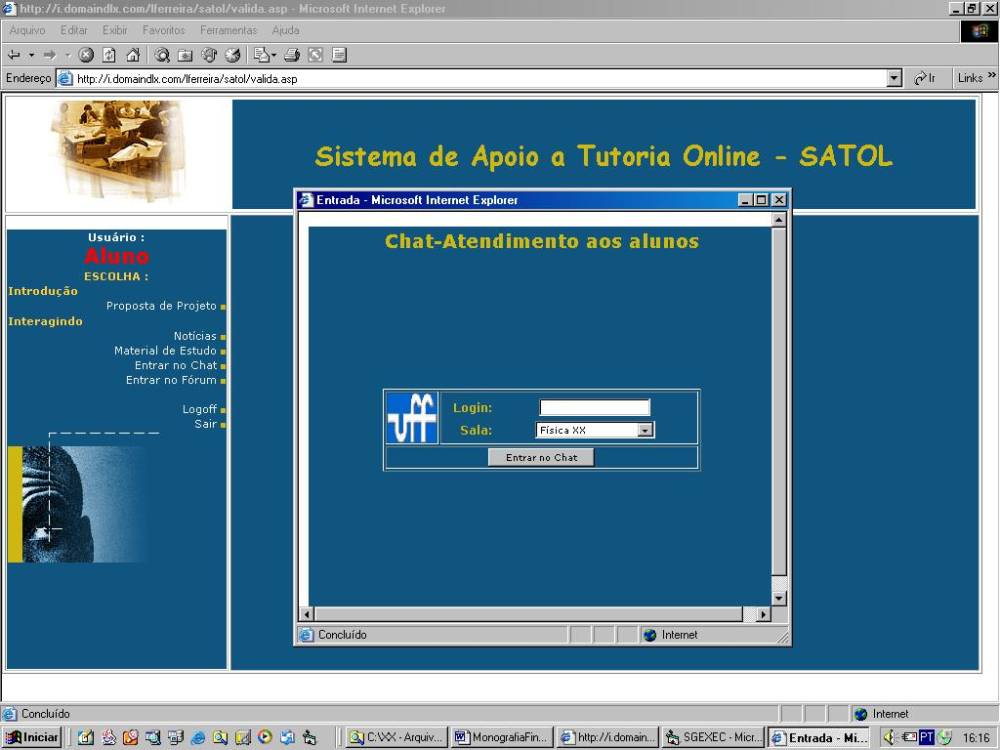 http://i.domaindlx.com/lferreira/satol/valida.asp - Microsoft Internet Explorer
Arquivo Editar Exibir Favoritos Ferramentas Ajuda
Endereço http://i.domaindlx.com/lferreira/satol/valida.asp Ir Links »
Sistema de Apoio a Tutoria Online - SATOL
Usuário :
Aluno
ESCOLHA :
Introdução
Proposta de Projeto
Interagindo
Notícias
Material de Estudo
Entrar no Chat
Entrar no Fórum
Logoff
Sair
Entrada - Microsoft Internet Explorer
Chat-Atendimento aos alunos
uff
Login:
Sala: Física XX
Entrar no Chat
Concluído Internet
Concluído Internet
Iniciar C:\XX - Arquiv... MonografiaFin... http://i.domain... SGEXEC - Micr... Entrada - Mi... PT 16:16